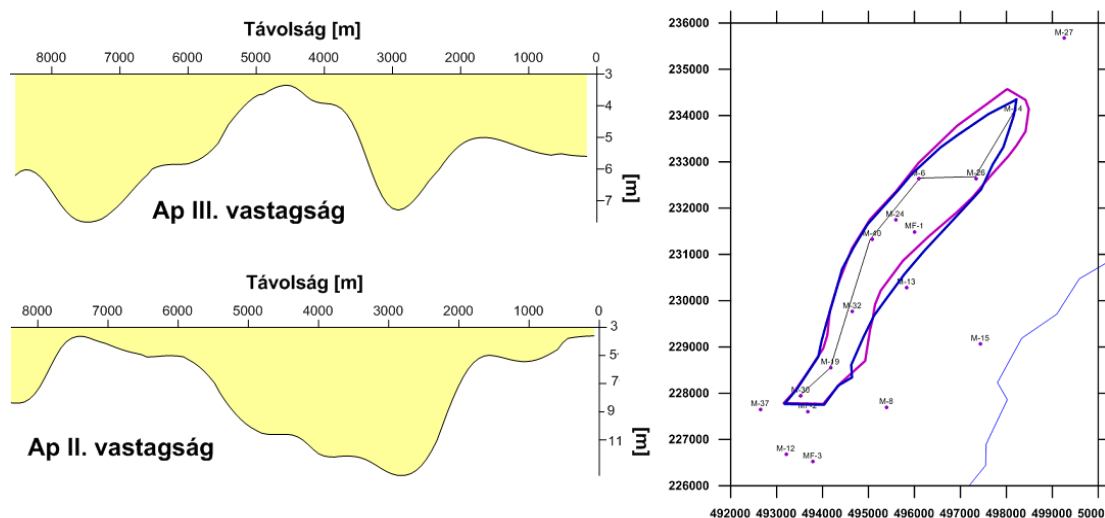 Távolság [m]
8000 7000 6000 5000 4000 3000 2000 1000 0
3
4
5
6
7
[m]
Ap III. vastagság
Távolság [m]
8000 7000 6000 5000 4000 3000 2000 1000 0
3
5
7
9
11
[m]
Ap II. vastagság
236000
235000
234000
233000
232000
231000
230000
229000
228000
227000
226000
M-27
M-6
M-26
M-24
MF-1
M-40
M-13
M-32
M-15
M-19
M-30
M-37
M-8
M-12
MF-3
492000 493000 494000 495000 496000 497000 498000 499000 5000